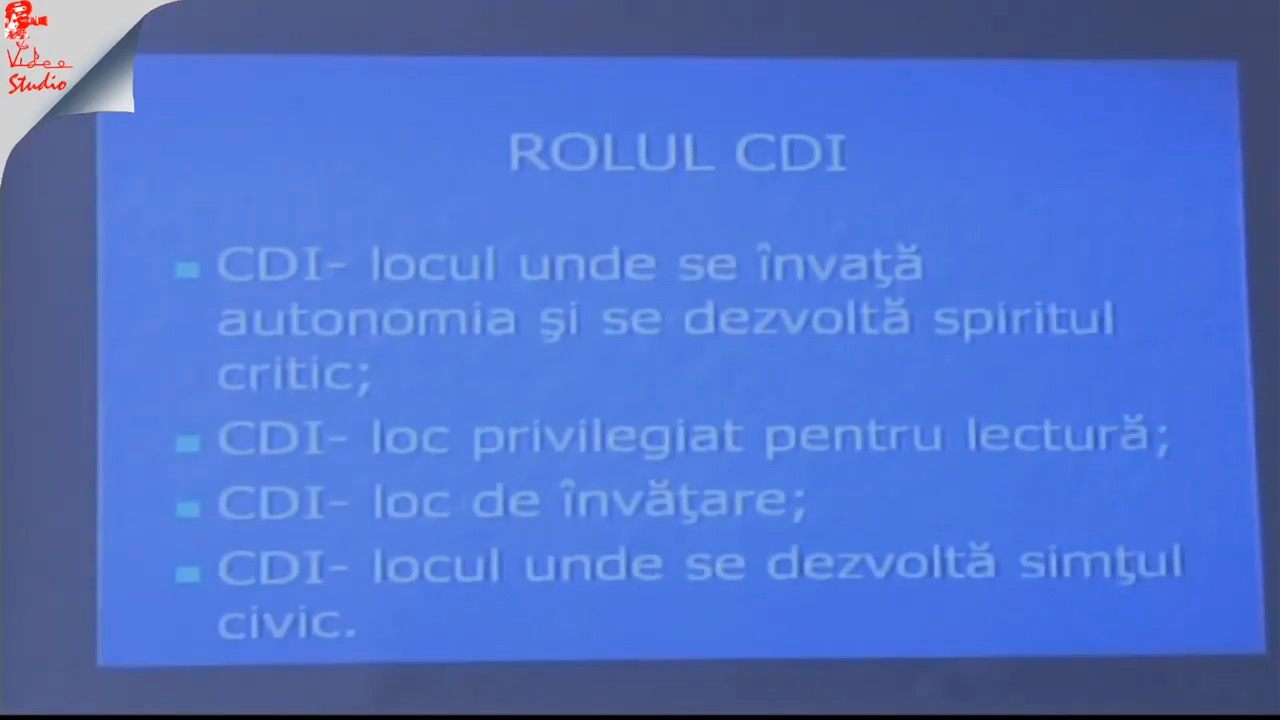 Video
Studio
ROLUL CDI
CDI- locul unde se învaţă
autonomia şi se dezvoltă spiritul
critic;
CDI- loc privilegiat pentru lectură;
CDI- loc de învăţare;
CDI- locul unde se dezvoltă simţul
civic.